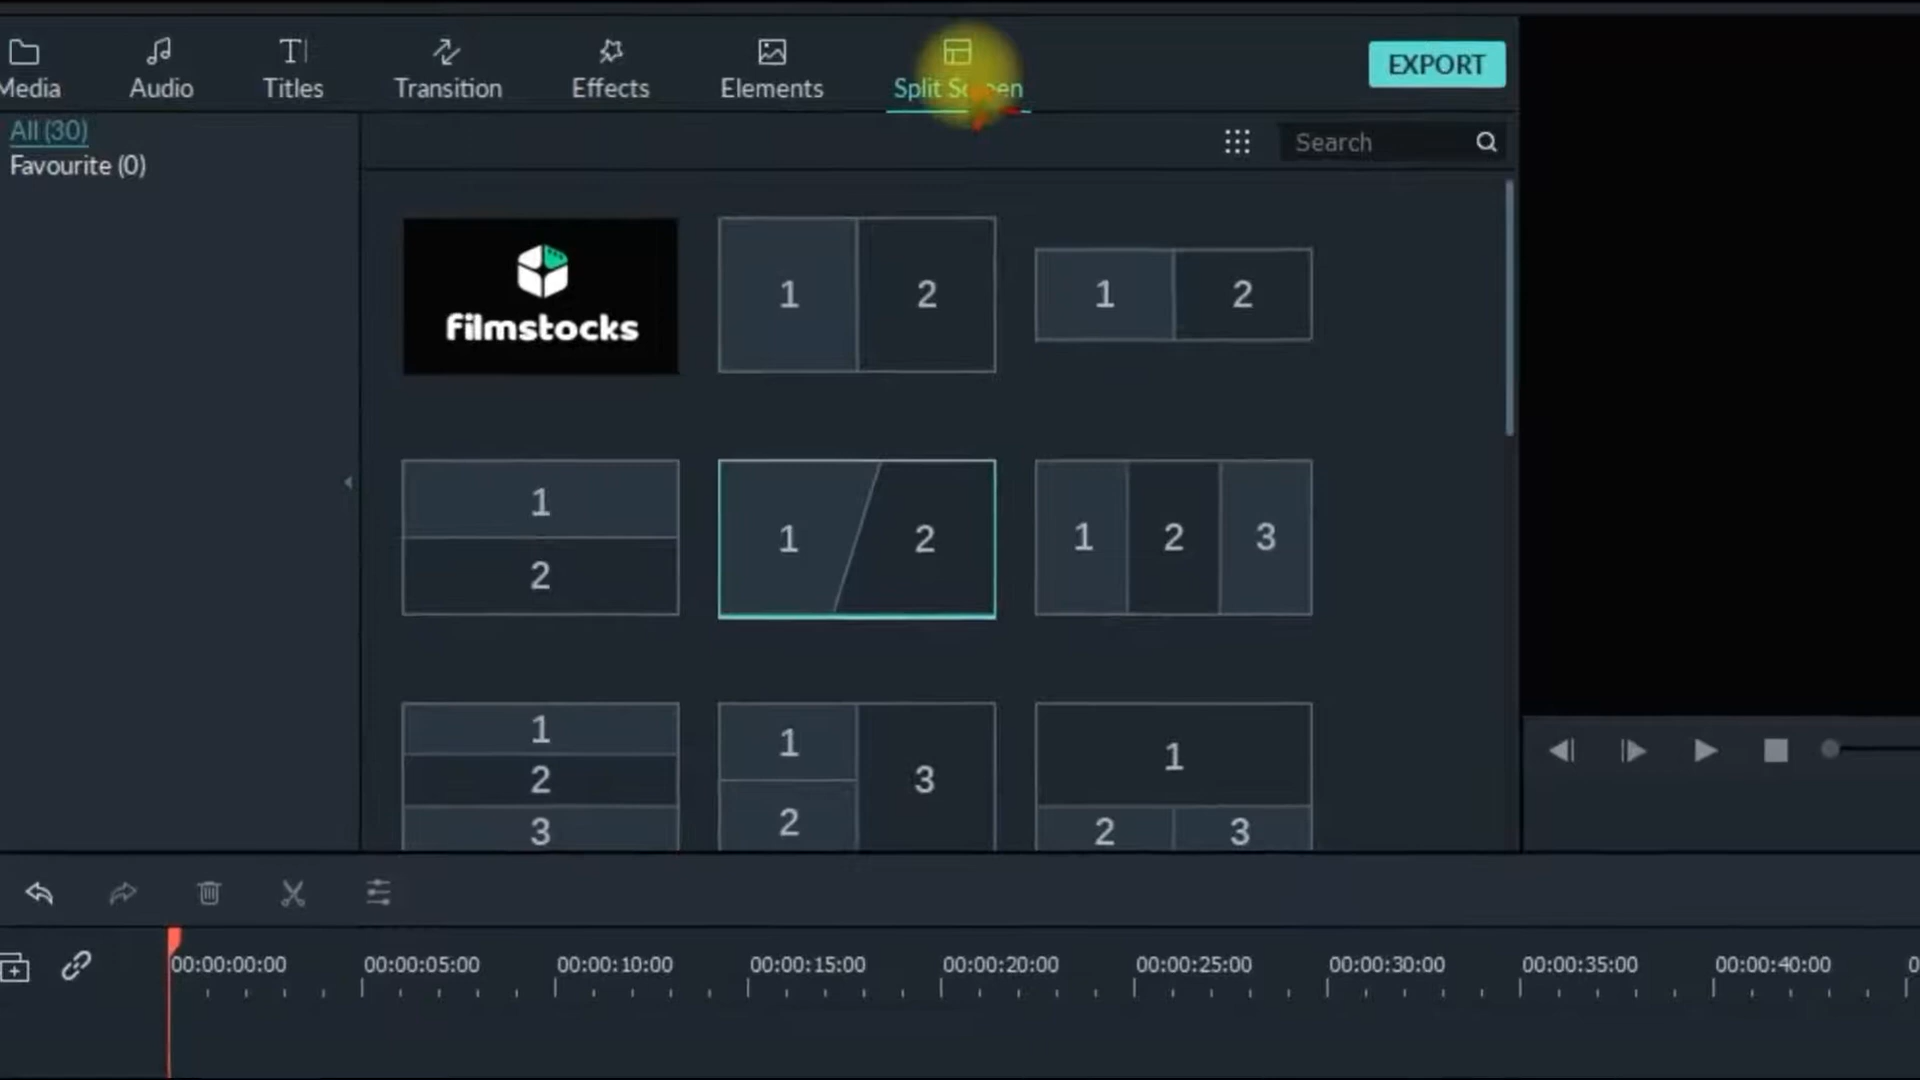 Media Audio Titles Transition Effects Elements Split Screen EXPORT
All (30)
Favourite (0)
Search
filmstocks
1 2
1 2
1
2
1 2
1 2 3
1
2
3
1
2
3
1
2 3
00:00:00:00 00:00:05:00 00:00:10:00 00:00:15:00 00:00:20:00 00:00:25:00 00:00:30:00 00:00:35:00 00:00:40:00 0